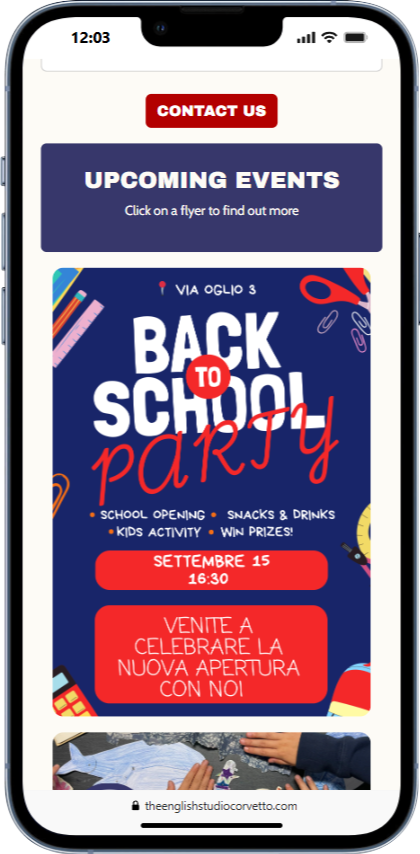 12:03
CONTACT US
UPCOMING EVENTS
Click on a flyer to find out more
VIA OGLIO 3
BACK
TO
SCHOOL
PARTY
• SCHOOL OPENING • SNACKS & DRINKS
• KIDS ACTIVITY • WIN PRIZES!
SETTEMBRE 15
16:30
VENITE A
CELEBRARE LA
NUOVA APERTURA
CON NOI
theenglishstudiocorvetto.com